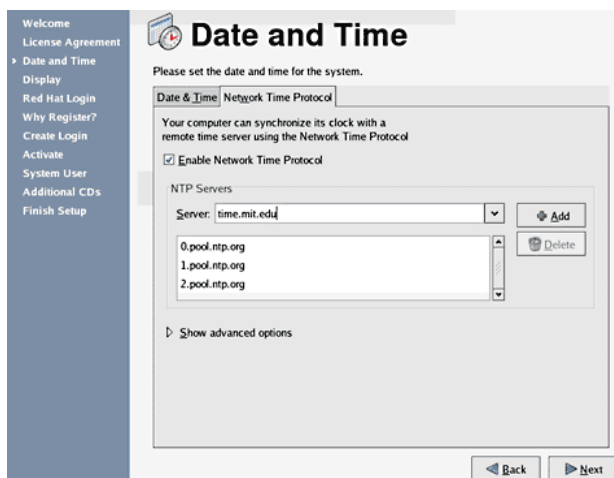 Welcome
License Agreement
Date and Time
Display
Red Hat Login
Why Register?
Create Login
Activate
System User
Additional CDs
Finish Setup
Date and Time
Please set the date and time for the system.
Date & Time
Network Time Protocol
Your computer can synchronize its clock with a
remote time server using the Network Time Protocol
Enable Network Time Protocol
NTP Servers
Server: time.mit.edu
Add
0.pool.ntp.org
1.pool.ntp.org
2.pool.ntp.org
Delete
Show advanced options
Back
Next